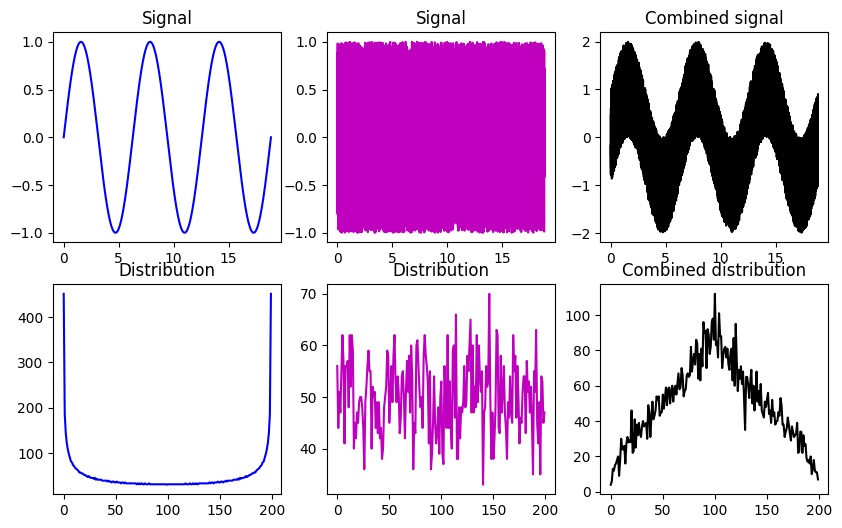 Signal Signal Combined signal
1.0 1.0 2
0.5 0.5 1
0.0 0.0 0
−0.5 −0.5 −1
−1.0 −1.0 −2
0 5 10 15 0 5 10 15 0 5 10 15
Distribution Distribution Combined distribution
400 70 100
300 60 80
200 50 60
100 40 40
20
0
0 100 200 0 50 100 150 200 0 50 100 150 200